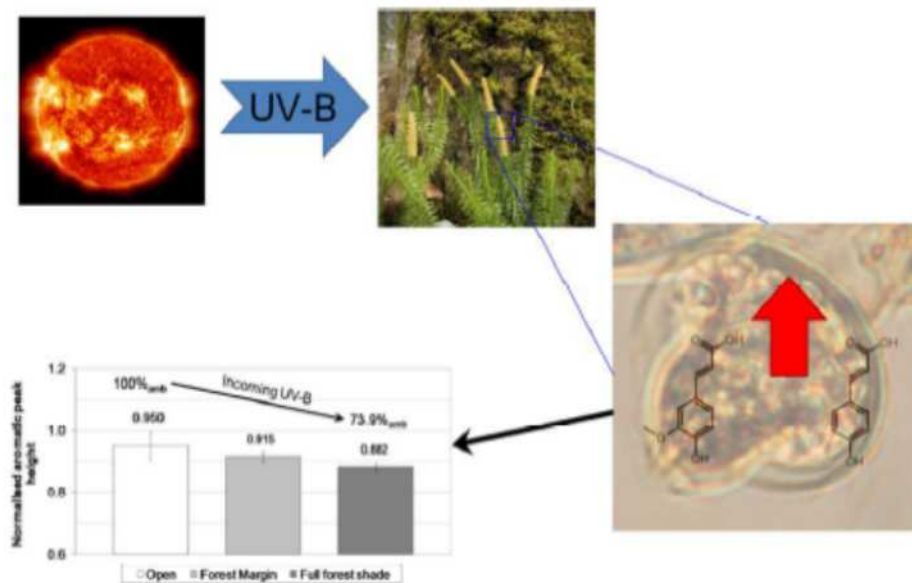 UV-B
O
OH
O
OH
O
OH
OH
1.2
1.0
0.8
0.6
Normalised aromatic peak
height
100%amb
Incoming UV-B
73.9%amb
0.950
0.915
0.882
Open
Forest Margin
Full forest shade